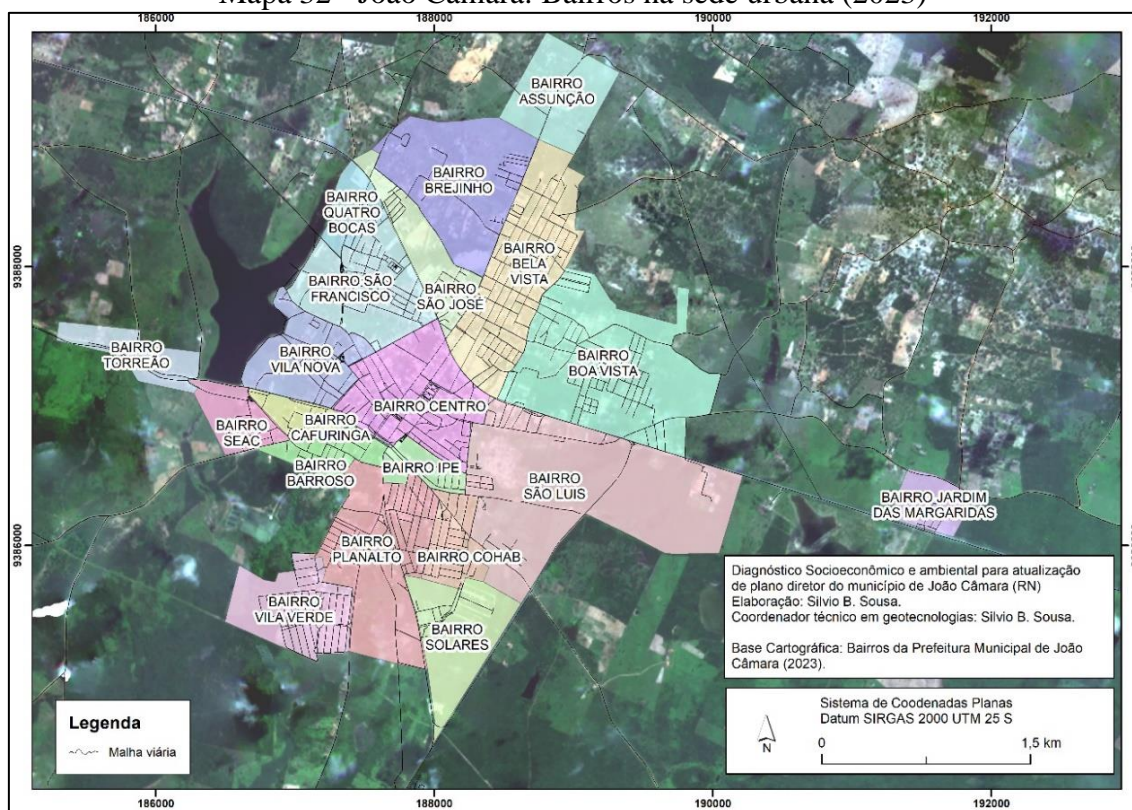 Mapa 32 - João Câmara: Bairros na sede urbana (2023)
186000
188000
190000
192000
BAIRRO
ASSUNÇÃO
BAIRRO
BREJINHO
BAIRRO
QUATRO
BOCAS
BAIRRO
BELA
VISTA
9388000
BAIRRO SÃO
FRANCISCO
BAIRRO
SÃO JOSÉ
BAIRRO
TORREÃO
BAIRRO
VILA NOVA
BAIRRO
BOA VISTA
BAIRRO CENTRO
BAIRRO
SEAC
BAIRRO
CAFURINGA
BAIRRO
BARROSO
BAIRRO IPE
BAIRRO
SÃO LUIS
BAIRRO JARDIM
DAS MARGARIDAS
9386000
BAIRRO
PLANALTO
BAIRRO COHAB
BAIRRO
VILA VERDE
BAIRRO
SOLARES
Diagnóstico Socioeconômico e ambiental para atualização
de plano diretor do município de João Câmara (RN)
Elaboração: Silvio B. Sousa.
Coordenador técnico em geotecnologias: Silvio B. Sousa.
Base Cartográfica: Bairros da Prefeitura Municipal de João
Câmara (2023).
Legenda
Malha viária
Sistema de Coodenadas Planas
Datum SIRGAS 2000 UTM 25 S
N
0
1,5 km
186000
188000
190000
192000